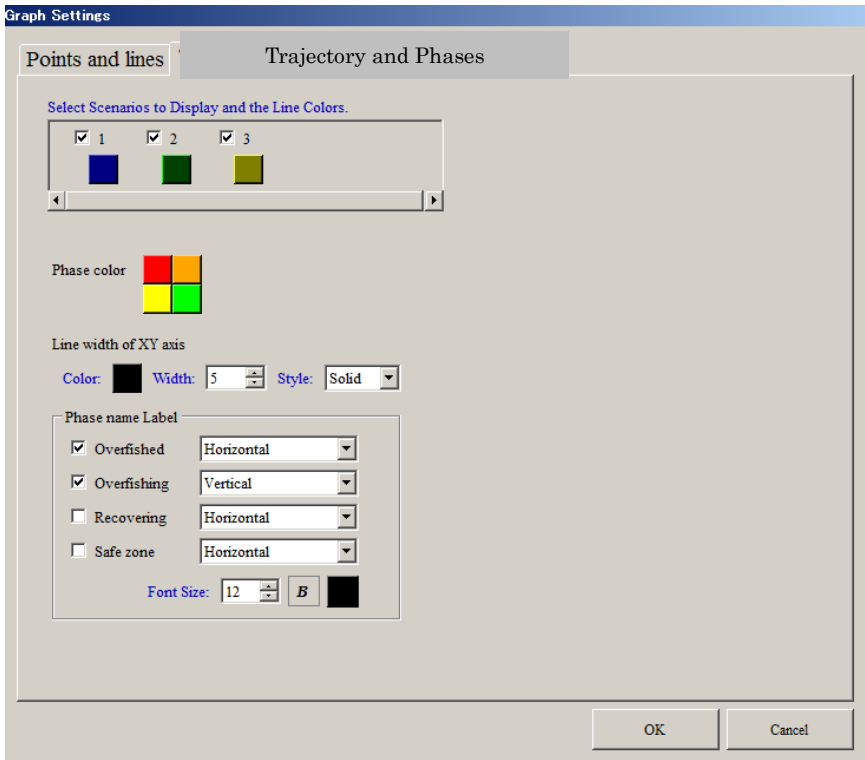 Graph Settings
Points and lines
Trajectory and Phases
Select Scenarios to Display and the Line Colors.
1 2 3
Phase color
Line width of XY axis
Color: Width: 5 Style: Solid
Phase name Label
Overfished Horizontal
Overfishing Vertical
Recovering Horizontal
Safe zone Horizontal
Font Size: 12 B
OK Cancel